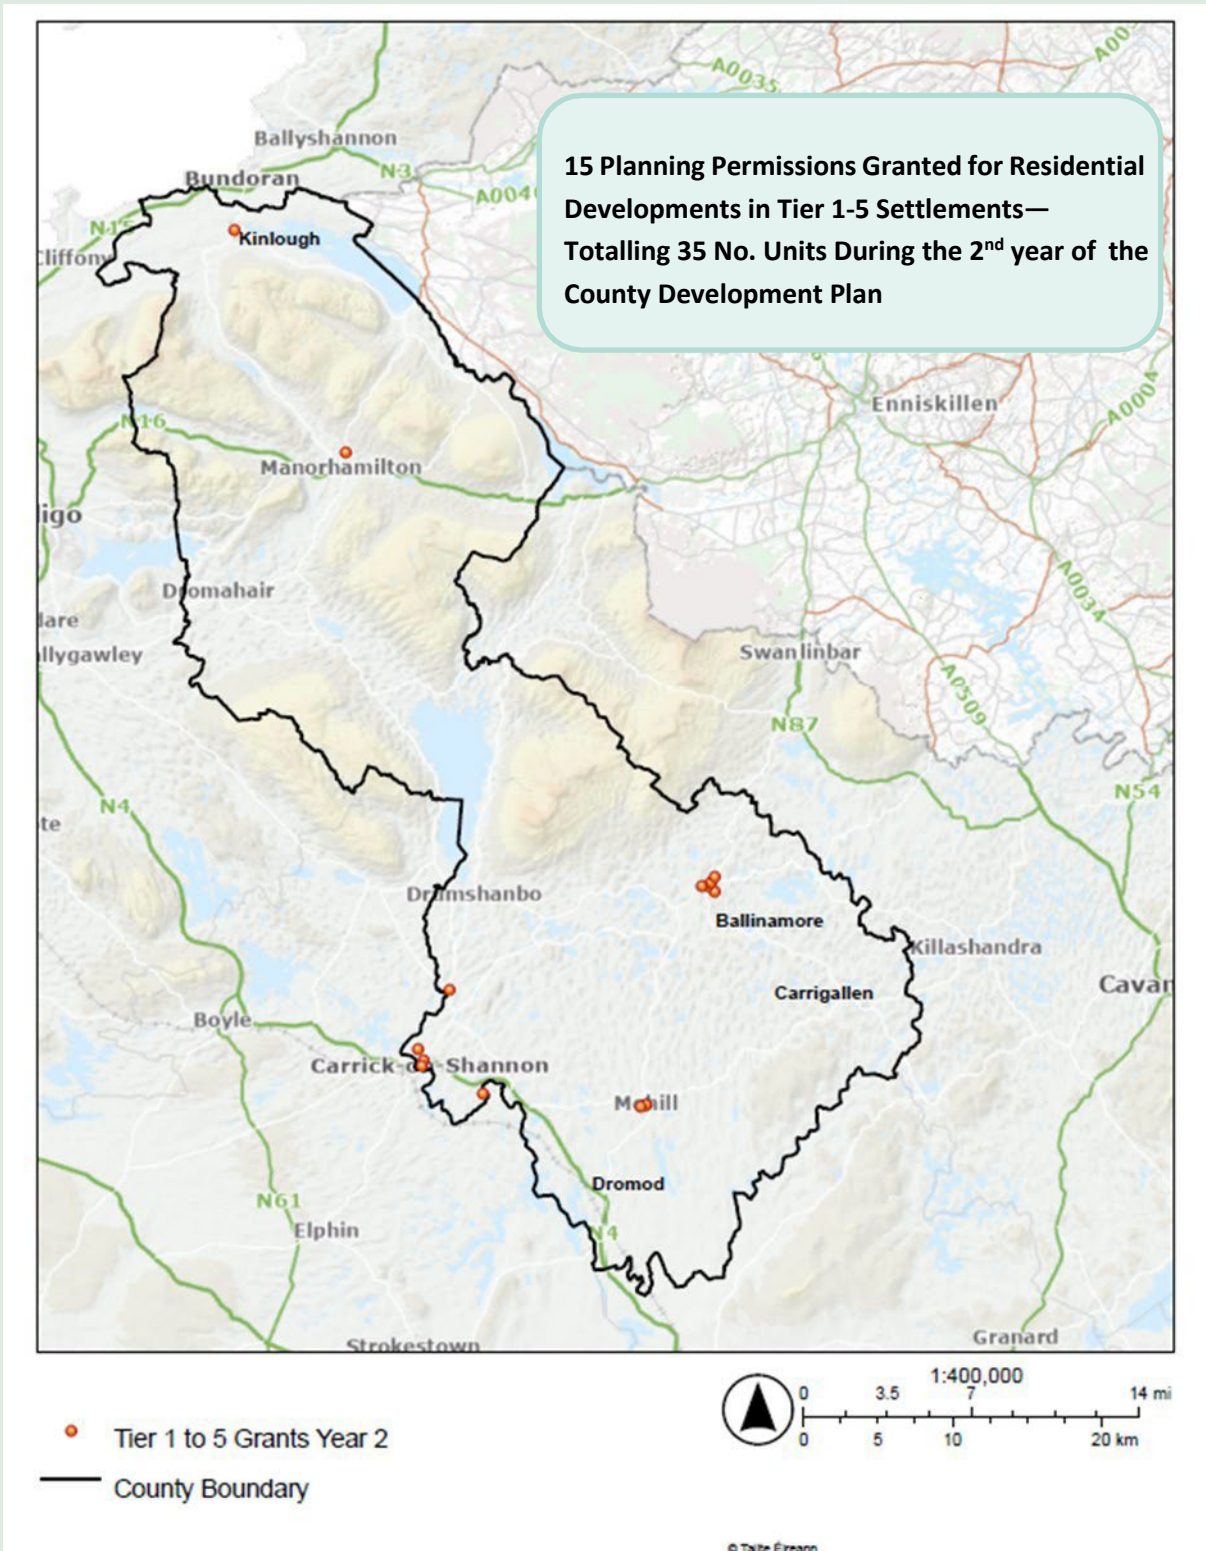 A0035
A00
Ballyshannon
N3
Bundoran
A004
15 Planning Permissions Granted for Residential
Developments in Tier 1-5 Settlements—
Totalling 35 No. Units During the 2nd year of the
County Development Plan
N15
Kinlough
Cliffony
Enniskillen
A0004
N16
Manorhamilton
ligo
Dromahair
A0034
lare
llygawley
Swanlinbar
A0509
N87
N4
N54
te
Drumshanbo
Ballinamore
Killashandra
Carrigallen
Cavan
Boyle
Carrick-on-Shannon
Mohill
Dromod
N61
Elphin
N4
Strokestown
Granard
1:400,000
0 3.5 7 14 mi
0 5 10 20 km
Tier 1 to 5 Grants Year 2
County Boundary
© Tailte Éireann